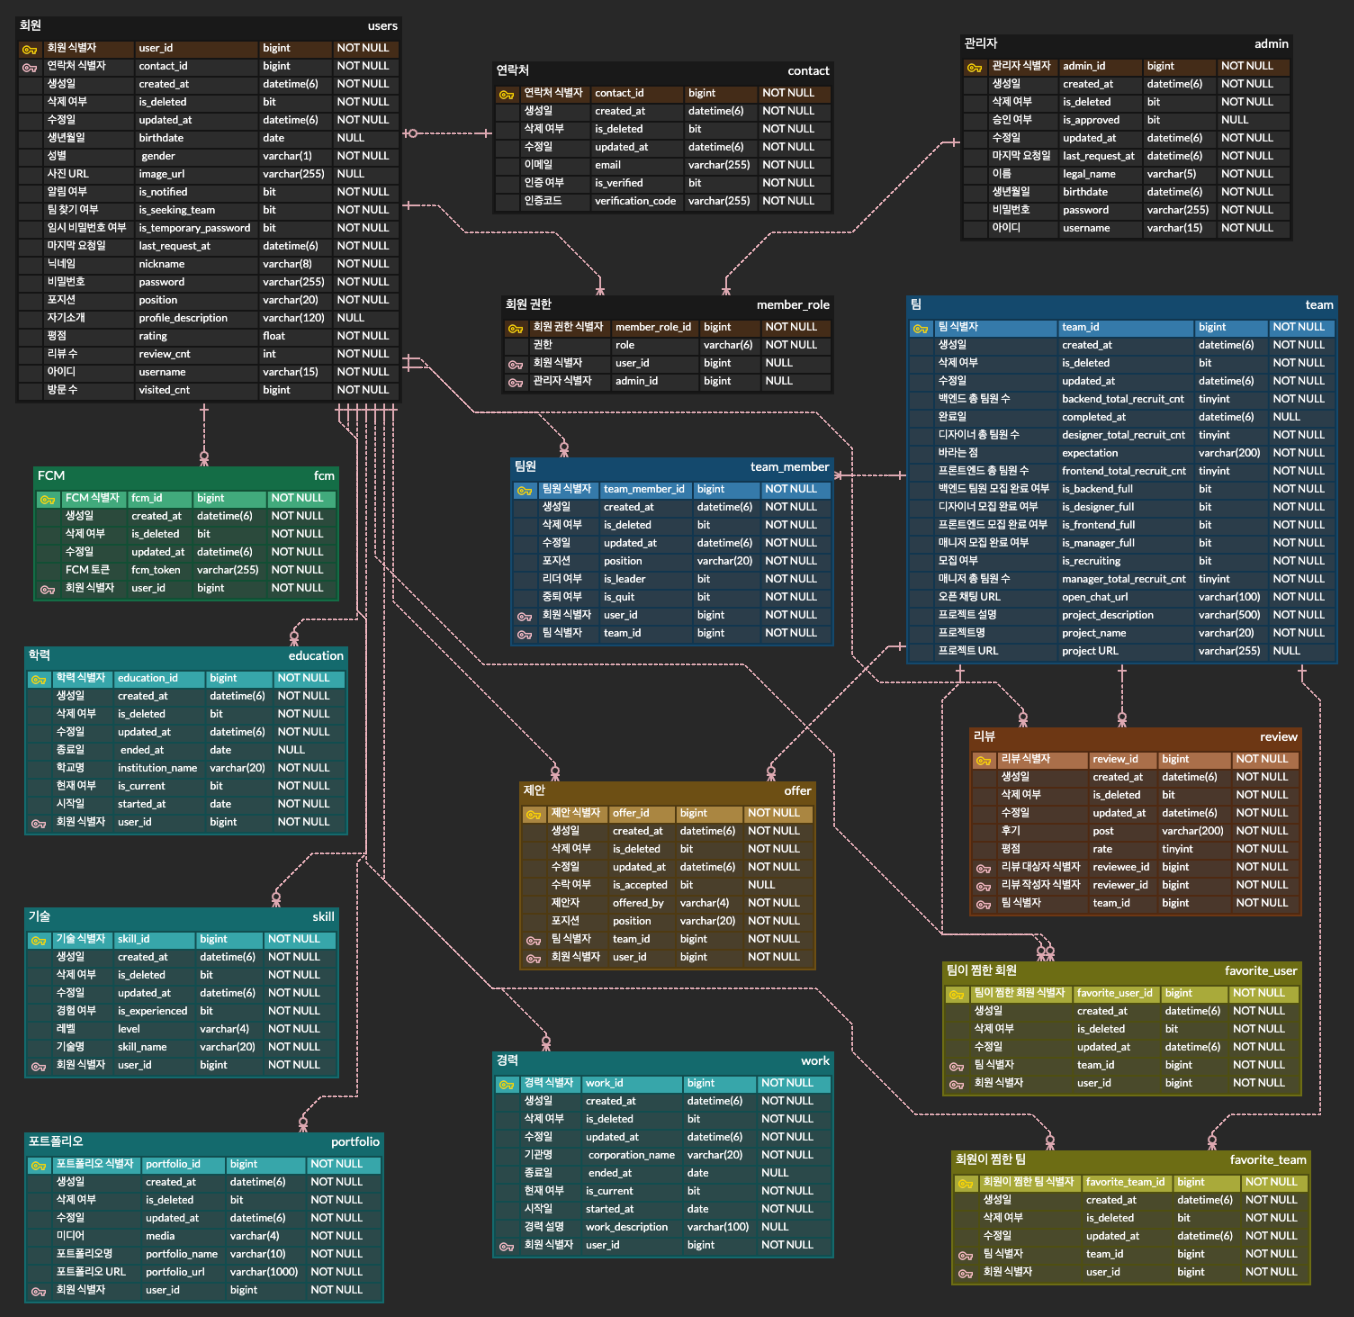 회원 users
회원 식별자 user_id bigint NOT NULL
연락처 식별자 contact_id bigint NOT NULL
생성일 created_at datetime(6) NOT NULL
삭제 여부 is_deleted bit NOT NULL
수정일 updated_at datetime(6) NOT NULL
생년월일 birthdate date NULL
성별 gender varchar(1) NOT NULL
사진 URL image_url varchar(255) NULL
알림 여부 is_notified bit NOT NULL
팀 찾기 여부 is_seeking_team bit NOT NULL
임시 비밀번호 여부 is_temporary_password bit NOT NULL
마지막 요청일 last_request_at datetime(6) NOT NULL
닉네임 nickname varchar(8) NOT NULL
비밀번호 password varchar(255) NOT NULL
포지션 position varchar(20) NOT NULL
자기소개 profile_description varchar(120) NULL
평점 rating float NOT NULL
리뷰 수 review_cnt int NOT NULL
아이디 username varchar(15) NOT NULL
방문 수 visited_cnt bigint NOT NULL
연락처 contact
연락처 식별자 contact_id bigint NOT NULL
생성일 created_at datetime(6) NOT NULL
삭제 여부 is_deleted bit NOT NULL
수정일 updated_at datetime(6) NOT NULL
이메일 email varchar(255) NOT NULL
인증 여부 is_verified bit NOT NULL
인증코드 verification_code varchar(255) NOT NULL
관리자 admin
관리자 식별자 admin_id bigint NOT NULL
생성일 created_at datetime(6) NOT NULL
삭제 여부 is_deleted bit NOT NULL
승인 여부 is_approved bit NULL
수정일 updated_at datetime(6) NOT NULL
마지막 요청일 last_request_at datetime(6) NOT NULL
이름 legal_name varchar(5) NOT NULL
생년월일 birthdate datetime(6) NOT NULL
비밀번호 password varchar(255) NOT NULL
아이디 username varchar(15) NOT NULL
회원 권한 member_role
회원 권한 식별자 member_role_id bigint NOT NULL
권한 role varchar(6) NOT NULL
회원 식별자 user_id bigint NULL
관리자 식별자 admin_id bigint NULL
팀 team
팀 식별자 team_id bigint NOT NULL
생성일 created_at datetime(6) NOT NULL
삭제 여부 is_deleted bit NOT NULL
수정일 updated_at datetime(6) NOT NULL
백엔드 총 팀원 수 backend_total_recruit_cnt tinyint NOT NULL
완료일 completed_at datetime(6) NULL
디자이너 총 팀원 수 designer_total_recruit_cnt tinyint NOT NULL
바라는 점 expectation varchar(200) NOT NULL
프론트엔드 총 팀원 수 frontend_total_recruit_cnt tinyint NOT NULL
백엔드 팀원 모집 완료 여부 is_backend_full bit NOT NULL
디자이너 모집 완료 여부 is_designer_full bit NOT NULL
프론트엔드 모집 완료 여부 is_frontend_full bit NOT NULL
매니저 모집 완료 여부 is_manager_full bit NOT NULL
모집 여부 is_recruiting bit NOT NULL
매니저 총 팀원 수 manager_total_recruit_cnt tinyint NOT NULL
오픈 채팅 URL open_chat_url varchar(100) NOT NULL
프로젝트 설명 project_description varchar(500) NOT NULL
프로젝트명 project_name varchar(20) NOT NULL
프로젝트 URL project URL varchar(255) NULL
FCM fcm
FCM 식별자 fcm_id bigint NOT NULL
생성일 created_at datetime(6) NOT NULL
삭제 여부 is_deleted bit NOT NULL
수정일 updated_at datetime(6) NOT NULL
FCM 토큰 fcm_token varchar(255) NOT NULL
회원 식별자 user_id bigint NOT NULL
팀원 team_member
팀원 식별자 team_member_id bigint NOT NULL
생성일 created_at datetime(6) NOT NULL
삭제 여부 is_deleted bit NOT NULL
수정일 updated_at datetime(6) NOT NULL
포지션 position varchar(20) NOT NULL
리더 여부 is_leader bit NOT NULL
중퇴 여부 is_quit bit NOT NULL
회원 식별자 user_id bigint NOT NULL
팀 식별자 team_id bigint NOT NULL
학력 education
학력 식별자 education_id bigint NOT NULL
생성일 created_at datetime(6) NOT NULL
삭제 여부 is_deleted bit NOT NULL
수정일 updated_at datetime(6) NOT NULL
종료일 ended_at date NULL
학교명 institution_name varchar(20) NOT NULL
현재 여부 is_current bit NOT NULL
시작일 started_at date NOT NULL
회원 식별자 user_id bigint NOT NULL
리뷰 review
리뷰 식별자 review_id bigint NOT NULL
생성일 created_at datetime(6) NOT NULL
삭제 여부 is_deleted bit NOT NULL
수정일 updated_at datetime(6) NOT NULL
후기 post varchar(200) NOT NULL
평점 rate tinyint NOT NULL
리뷰 대상자 식별자 reviewee_id bigint NOT NULL
리뷰 작성자 식별자 reviewer_id bigint NOT NULL
팀 식별자 team_id bigint NOT NULL
제안 offer
제안 식별자 offer_id bigint NOT NULL
생성일 created_at datetime(6) NOT NULL
삭제 여부 is_deleted bit NOT NULL
수정일 updated_at datetime(6) NOT NULL
수락 여부 is_accepted bit NULL
제안자 offered_by varchar(4) NOT NULL
포지션 position varchar(20) NOT NULL
팀 식별자 team_id bigint NOT NULL
회원 식별자 user_id bigint NOT NULL
기술 skill
기술 식별자 skill_id bigint NOT NULL
생성일 created_at datetime(6) NOT NULL
삭제 여부 is_deleted bit NOT NULL
수정일 updated_at datetime(6) NOT NULL
경험 여부 is_experienced bit NOT NULL
레벨 level varchar(4) NOT NULL
기술명 skill_name varchar(20) NOT NULL
회원 식별자 user_id bigint NOT NULL
팀이 찜한 회원 favorite_user
팀이 찜한 회원 식별자 favorite_user_id bigint NOT NULL
생성일 created_at datetime(6) NOT NULL
삭제 여부 is_deleted bit NOT NULL
수정일 updated_at datetime(6) NOT NULL
팀 식별자 team_id bigint NOT NULL
회원 식별자 user_id bigint NOT NULL
경력 work
경력 식별자 work_id bigint NOT NULL
생성일 created_at datetime(6) NOT NULL
삭제 여부 is_deleted bit NOT NULL
수정일 updated_at datetime(6) NOT NULL
기관명 corporation_name varchar(20) NOT NULL
종료일 ended_at date NULL
현재 여부 is_current bit NOT NULL
시작일 started_at date NOT NULL
경력 설명 work_description varchar(100) NULL
회원 식별자 user_id bigint NOT NULL
포트폴리오 portfolio
포트폴리오 식별자 portfolio_id bigint NOT NULL
생성일 created_at datetime(6) NOT NULL
삭제 여부 is_deleted bit NOT NULL
수정일 updated_at datetime(6) NOT NULL
미디어 media varchar(4) NOT NULL
포트폴리오명 portfolio_name varchar(10) NOT NULL
포트폴리오 URL portfolio_url varchar(1000) NOT NULL
회원 식별자 user_id bigint NOT NULL
회원이 찜한 팀 favorite_team
회원이 찜한 팀 식별자 favorite_team_id bigint NOT NULL
생성일 created_at datetime(6) NOT NULL
삭제 여부 is_deleted bit NOT NULL
수정일 updated_at datetime(6) NOT NULL
팀 식별자 team_id bigint NOT NULL
회원 식별자 user_id bigint NOT NULL